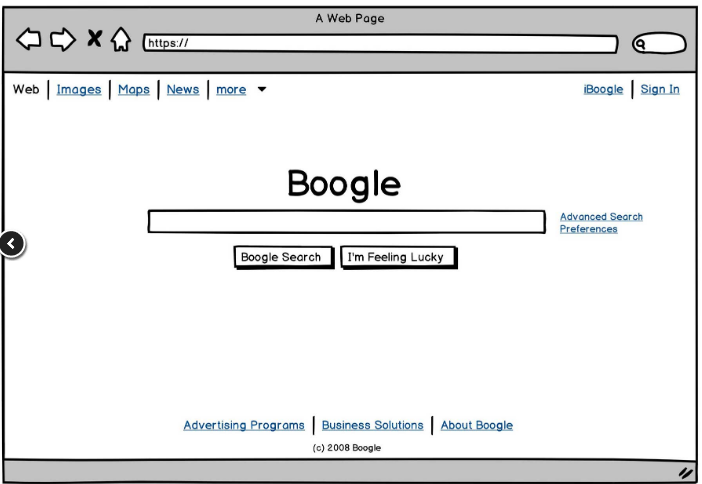 A Web Page
https://
Web Images Maps News more iBoogle Sign In
Boogle
Advanced Search
Preferences
Boogle Search I'm Feeling Lucky
Advertising Programs Business Solutions About Boogle
(c) 2008 Boogle